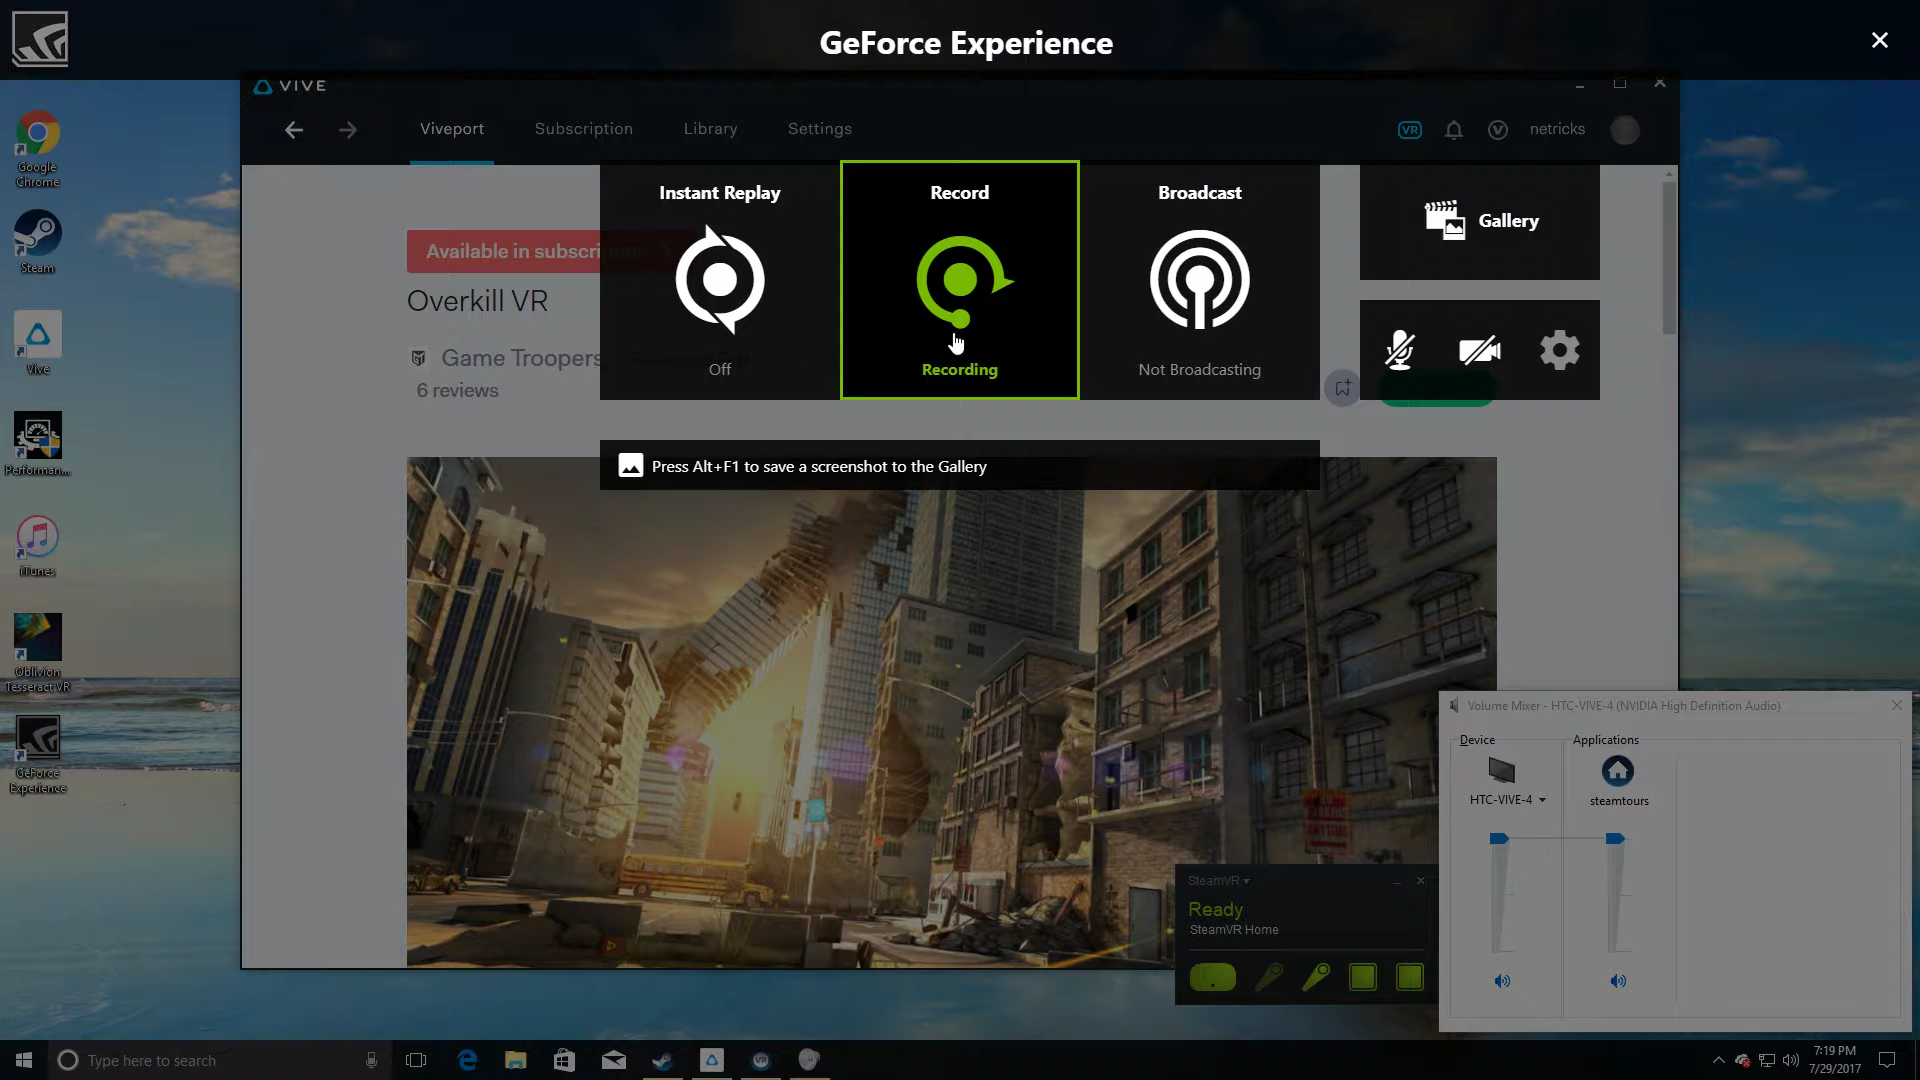 GeForce Experience
VIVE
Viveport
Subscription
Library
Settings
VR
netricks
Google
Chrome
Steam
Vive
Performan...
iTunes
Oblivion
Tesseract VR
GeForce
Experience
Available in subscri
Overkill VR
Game Troopers
6 reviews
Instant Replay
Off
Record
Recording
Broadcast
Not Broadcasting
Gallery
Press Alt+F1 to save a screenshot to the Gallery
Volume Mixer - HTC-VIVE-4 (NVIDIA High Definition Audio)
Device
Applications
HTC-VIVE-4
steamtours
SteamVR
Ready
SteamVR Home
Type here to search
VR
7:19 PM
7/29/2017